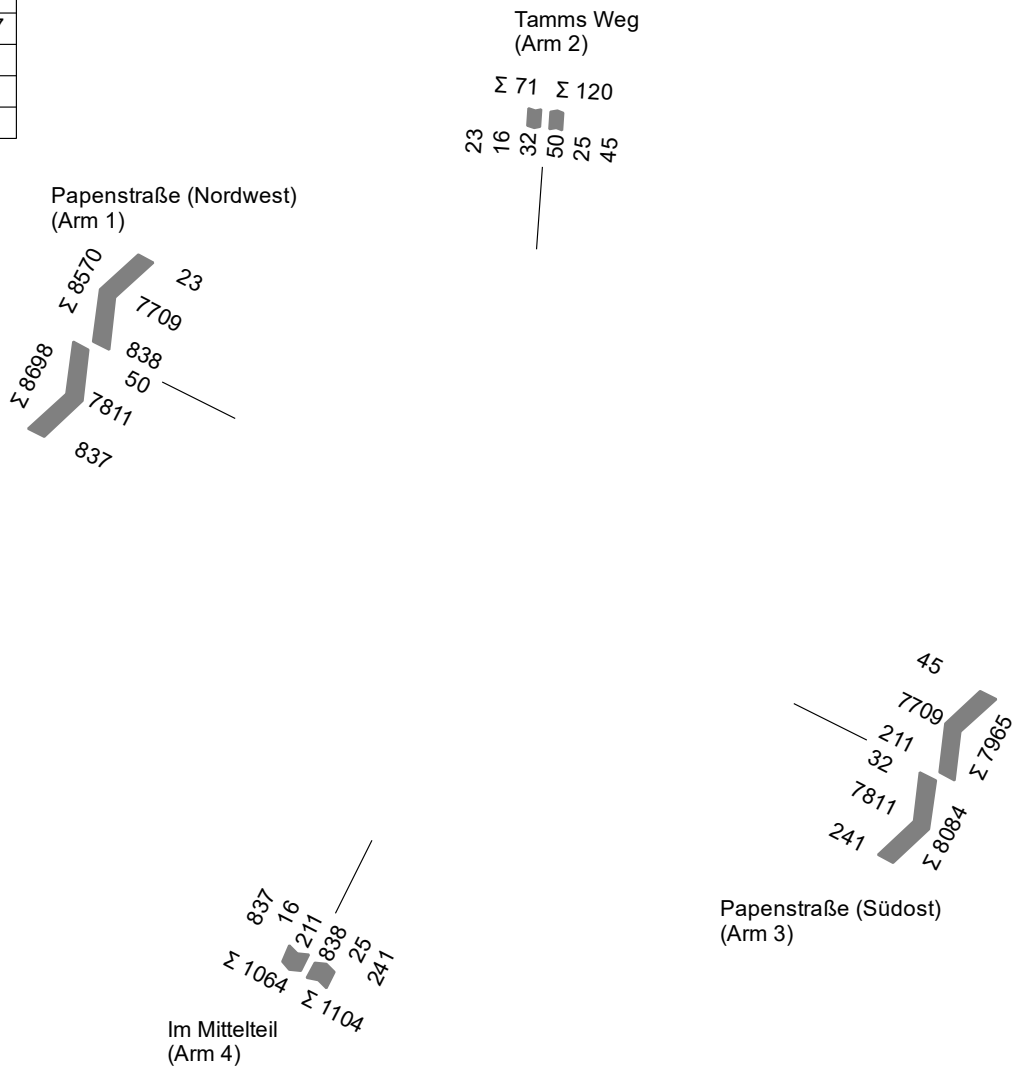 Tamms Weg
(Arm 2)
Σ 71 Σ 120
23 16 32 50 25 45
Papenstraße (Nordwest)
(Arm 1)
Σ 8570
23
7709
838
Σ 8698
50
7811
837
45
7709
211
Σ 7965
32
7811
241
Σ 8084
Papenstraße (Südost)
(Arm 3)
837 16 211 838 25 241
Σ 1064 Σ 1104
Im Mittelteil
(Arm 4)